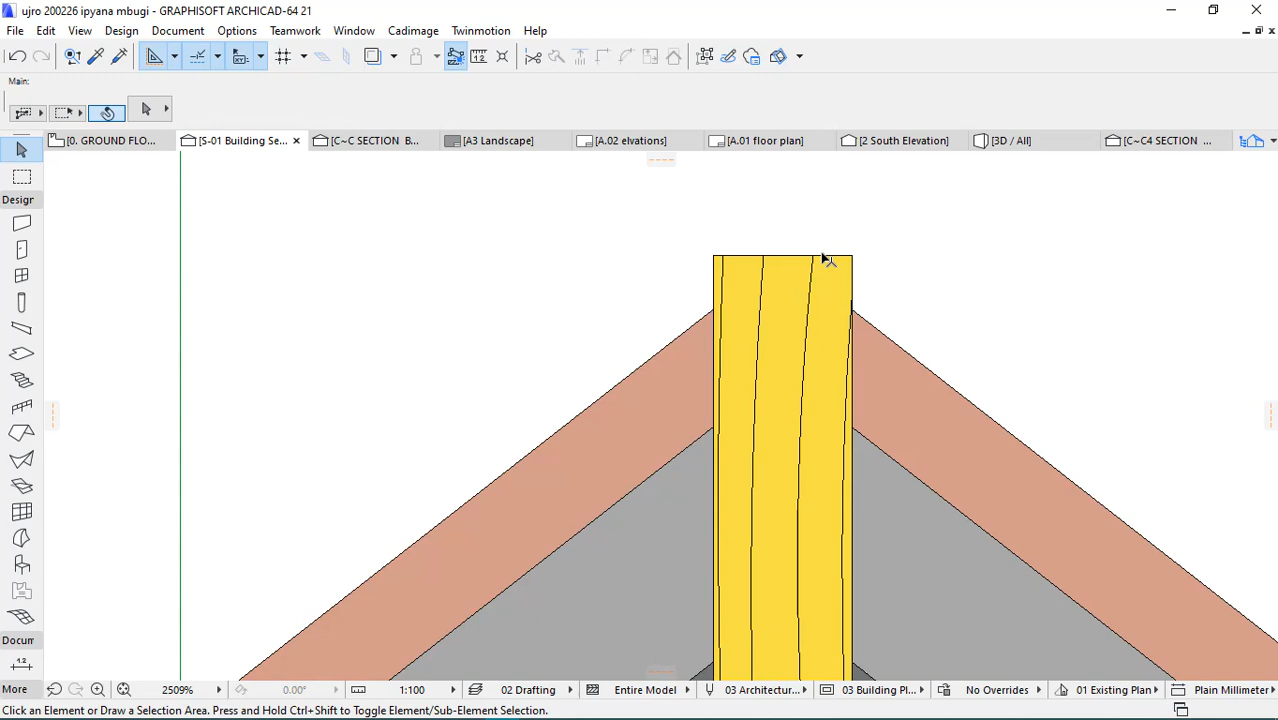 ujro 200226 ipyana mbugi - GRAPHISOFT ARCHICAD-64 21
File Edit View Design Document Options Teamwork Window Cadimage Twinmotion Help
Main:
[0. GROUND FLO... [S-01 Building Se... [C~C SECTION B... [A3 Landscape] [A.02 elvations] [A.01 floor plan] [2 South Elevation] [3D / All] [C~C4 SECTION ...
Design
Docum
1.2
More
2509% 0.00° 1:100 02 Drafting Entire Model 03 Architectur... 03 Building Pl... No Overrides 01 Existing Plan Plain Millimeter
Click an Element or Draw a Selection Area. Press and Hold Ctrl+Shift to Toggle Element/Sub-Element Selection.